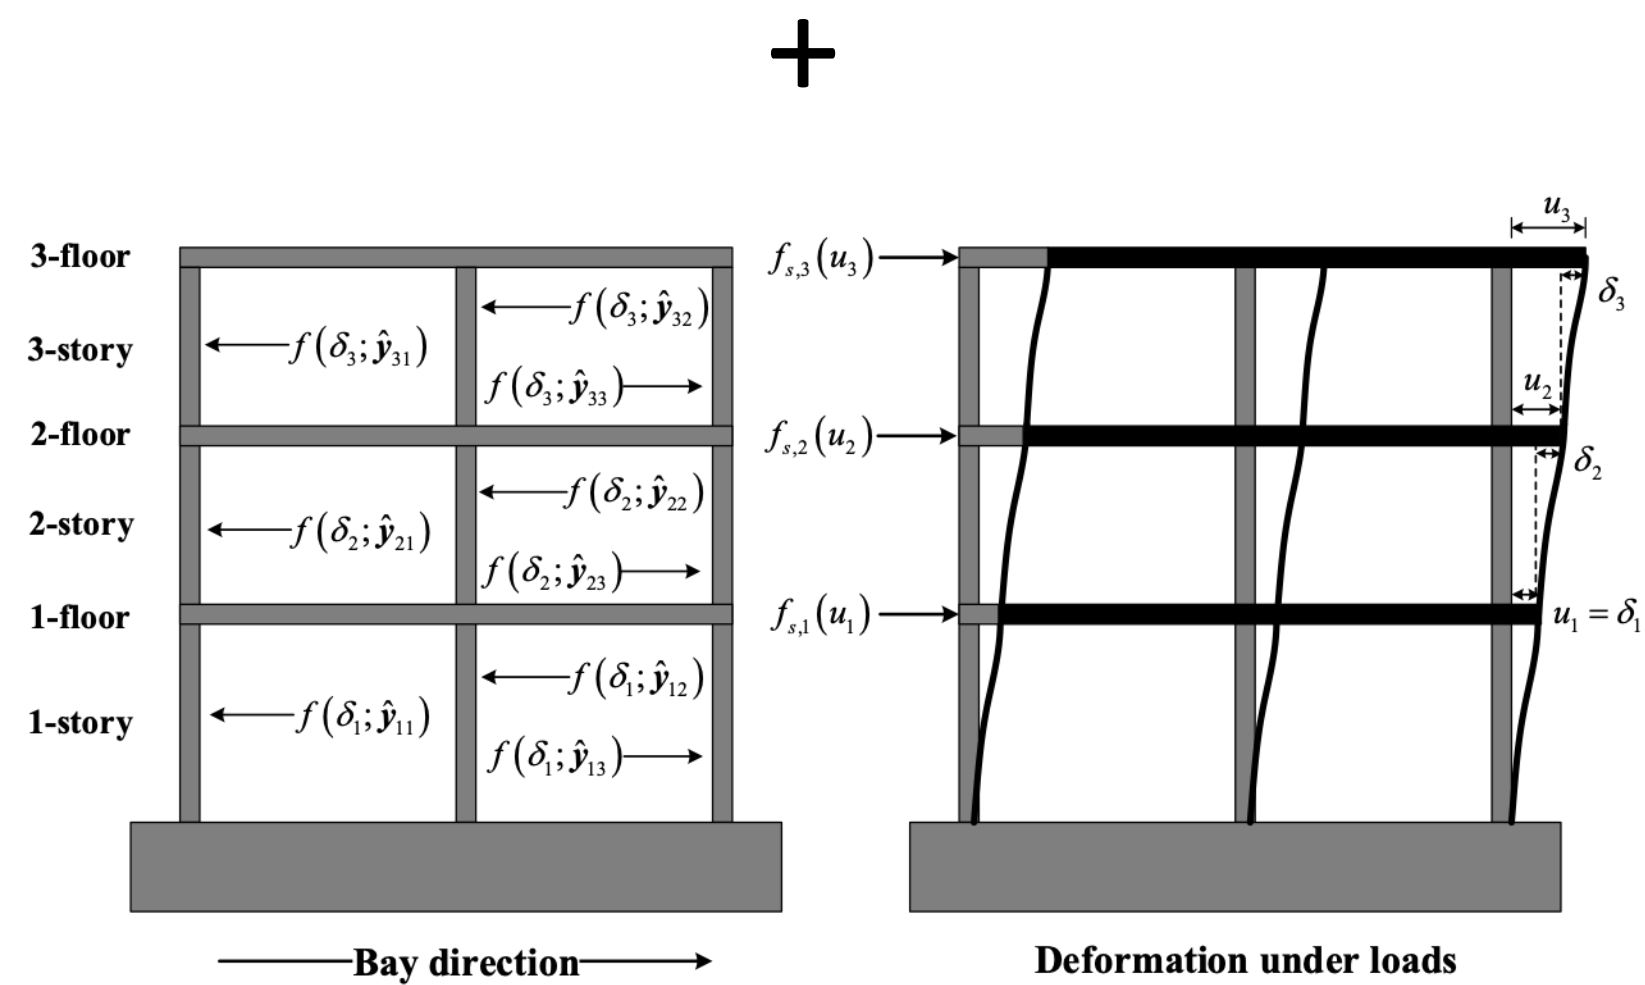 +
3-floor
3-story
2-floor
2-story
1-floor
1-story
f(δ₃; ŷ₃₂)
f(δ₃; ŷ₃₁)
f(δ₃; ŷ₃₃)
f(δ₂; ŷ₂₂)
f(δ₂; ŷ₂₁)
f(δ₂; ŷ₂₃)
f(δ₁; ŷ₁₂)
f(δ₁; ŷ₁₁)
f(δ₁; ŷ₁₃)
Bay direction
u₃
fₛ,₃(u₃)
δ₃
u₂
fₛ,₂(u₂)
δ₂
fₛ,₁(u₁)
u₁ = δ₁
Deformation under loads